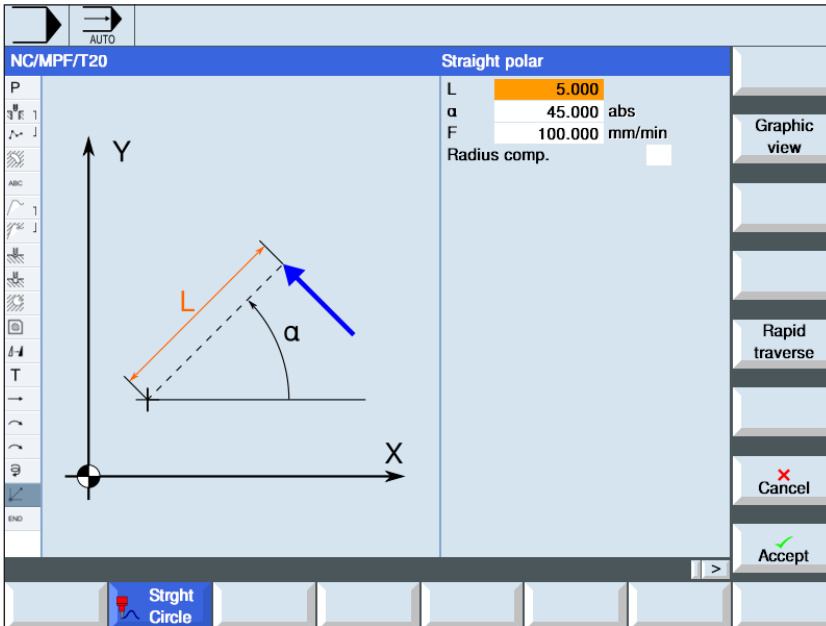 AUTO
NC/MPF/T20
Straight polar
L 5.000
α 45.000 abs
F 100.000 mm/min
Radius comp.
P
ABC
T
END
Y
L
α
X
Graphic
view
Rapid
traverse
Cancel
Accept
>
Strght
Circle